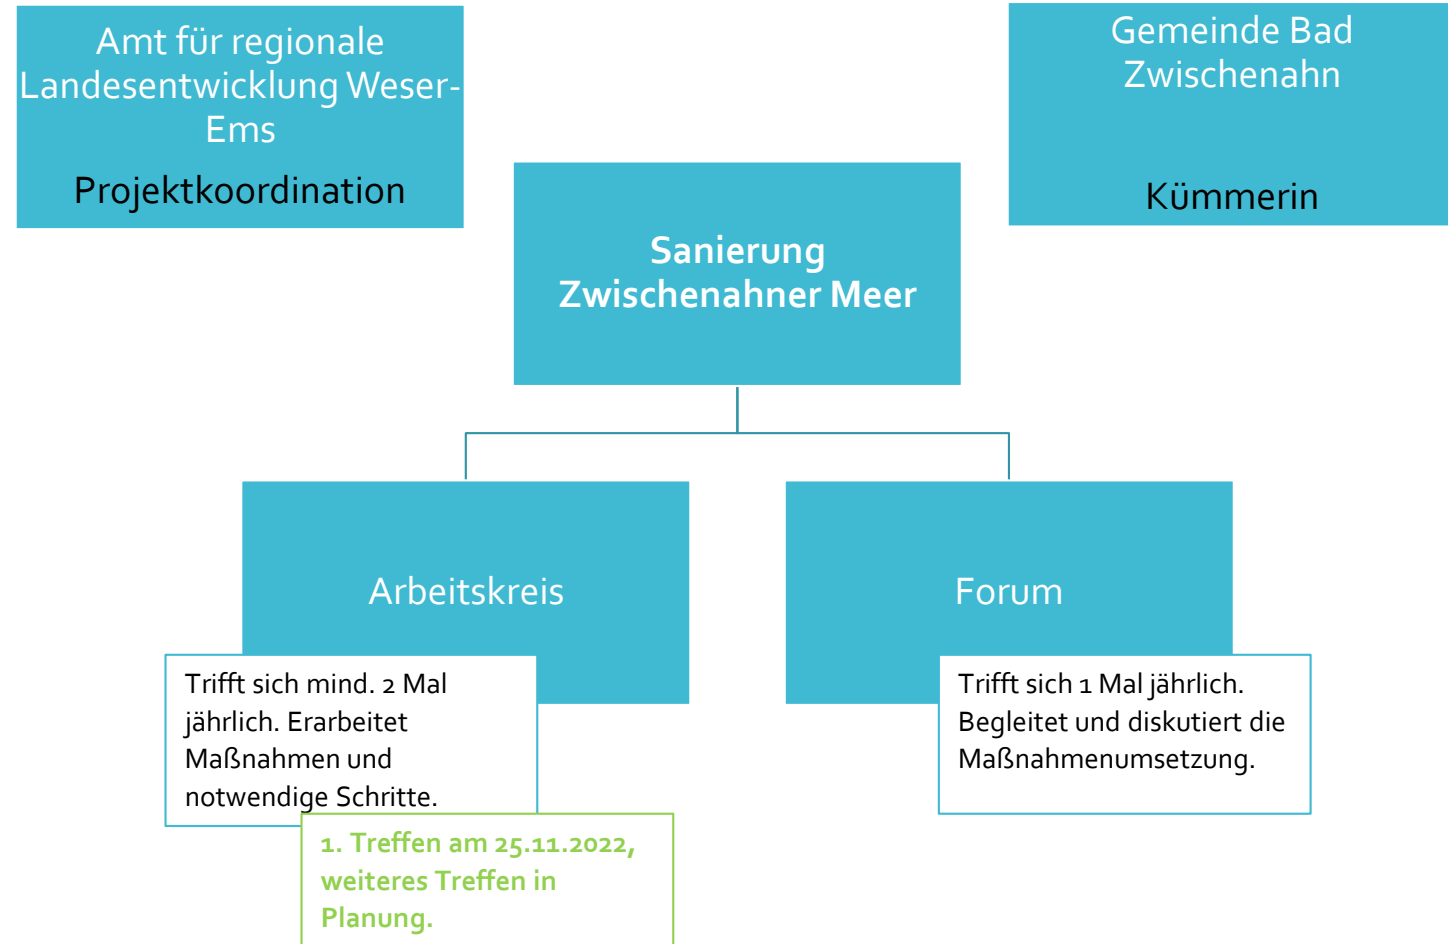 Amt für regionale
Landesentwicklung Weser-
Ems
Projektkoordination
Gemeinde Bad
Zwischenahn
Kümmerin
Sanierung
Zwischenahner Meer
Arbeitskreis
Trifft sich mind. 2 Mal
jährlich. Erarbeitet
Maßnahmen und
notwendige Schritte.
1. Treffen am 25.11.2022,
weiteres Treffen in
Planung.
Forum
Trifft sich 1 Mal jährlich.
Begleitet und diskutiert die
Maßnahmenumsetzung.